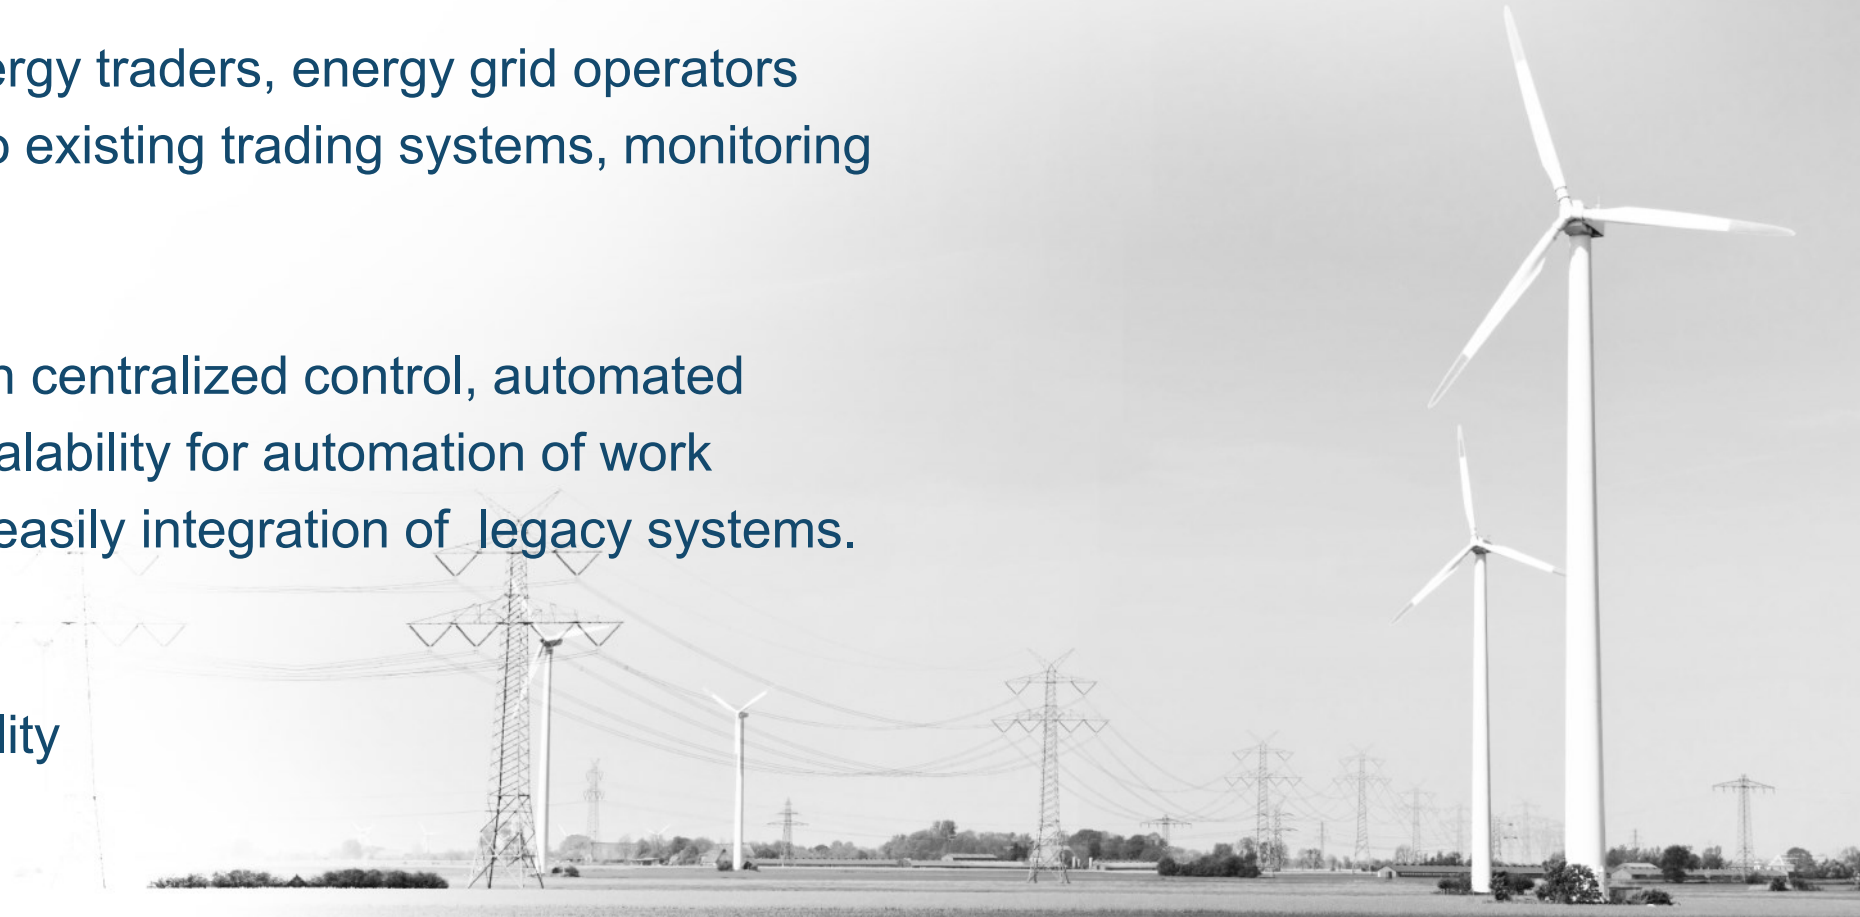 ergy traders, energy grid operators
o existing trading systems, monitoring
n centralized control, automated
alability for automation of work
easily integration of  legacy systems.
lity